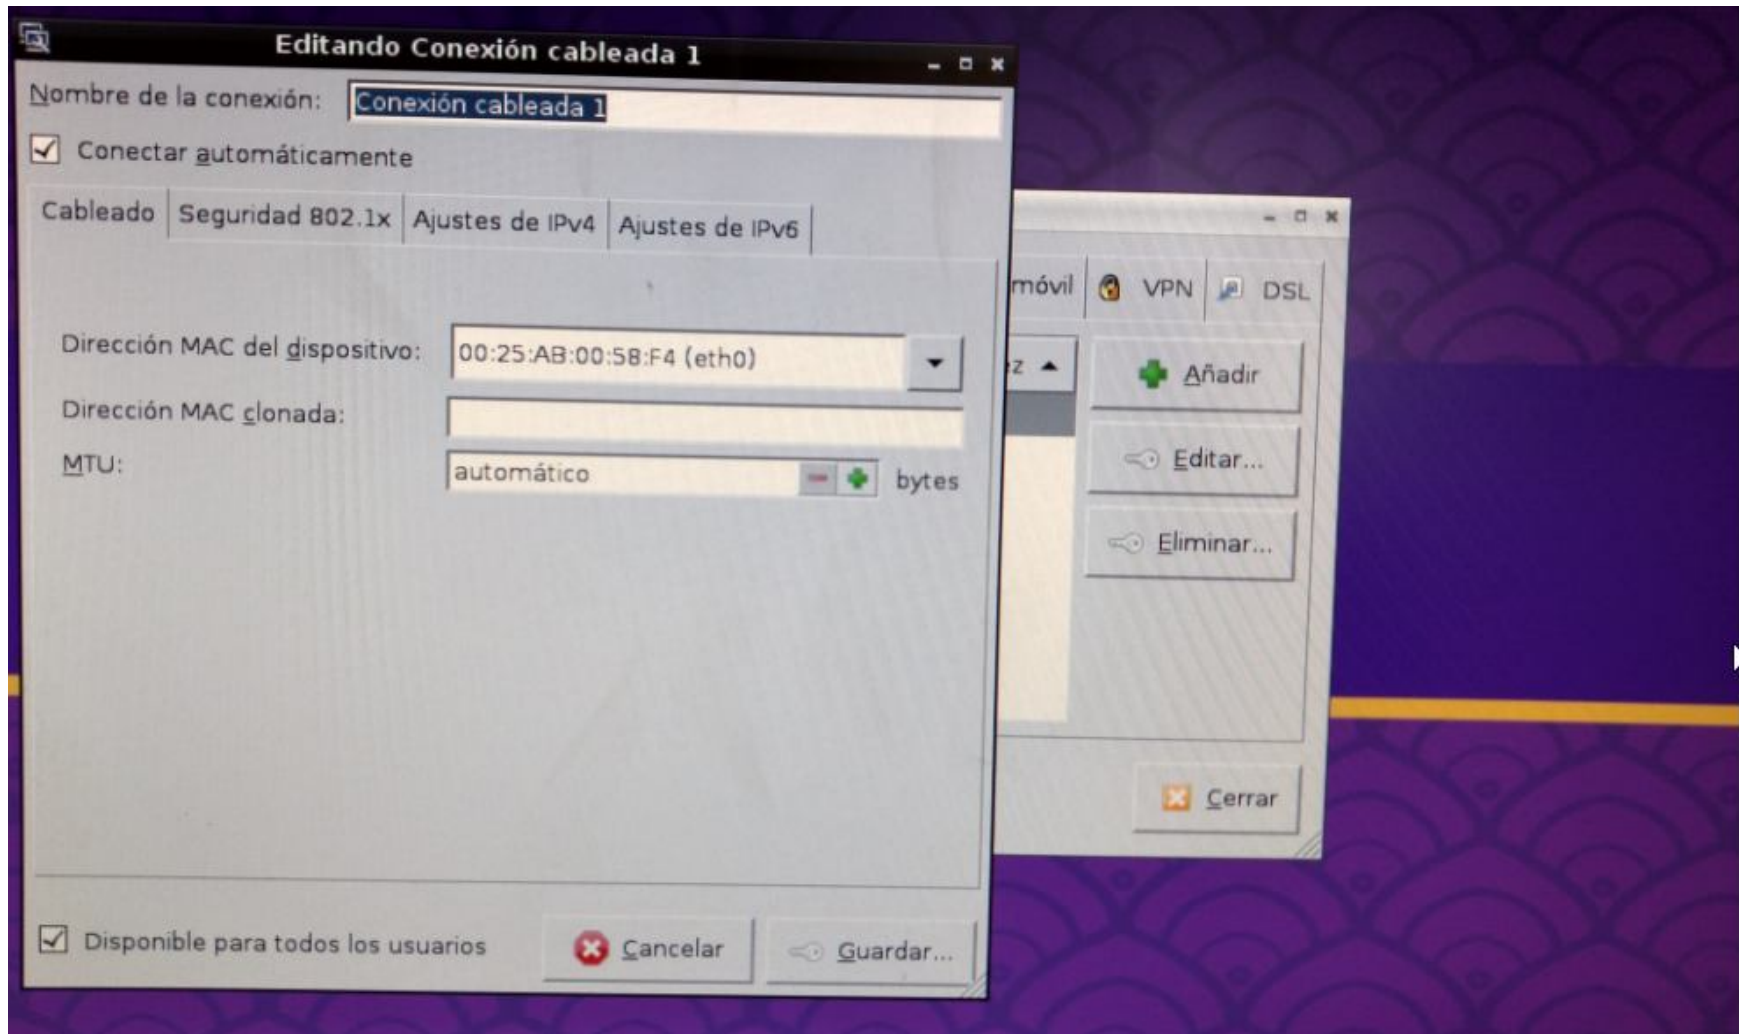 Editando Conexión cableada 1
Nombre de la conexión: Conexión cableada 1
Conectar automáticamente
Cableado Seguridad 802.1x Ajustes de IPv4 Ajustes de IPv6
Dirección MAC del dispositivo: 00:25:AB:00:58:F4 (eth0)
Dirección MAC clonada:
MTU: automático bytes
Disponible para todos los usuarios Cancelar Guardar...
móvil VPN DSL
ez
Añadir
Editar...
Eliminar...
Cerrar